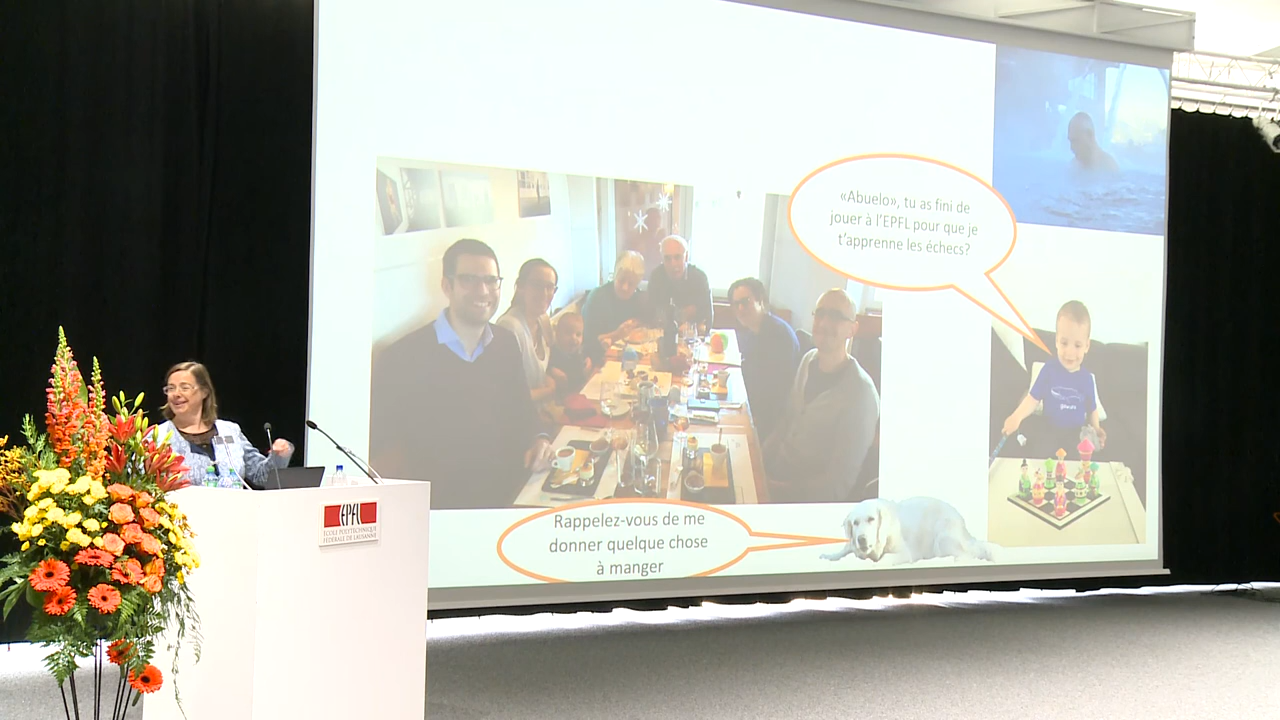 «Abuelo», tu as fini de
jouer à l'EPFL pour que je
t'apprenne les échecs?
Rappelez-vous de me
donner quelque chose
à manger
EPFL
ÉCOLE POLYTECHNIQUE
FÉDÉRALE DE LAUSANNE